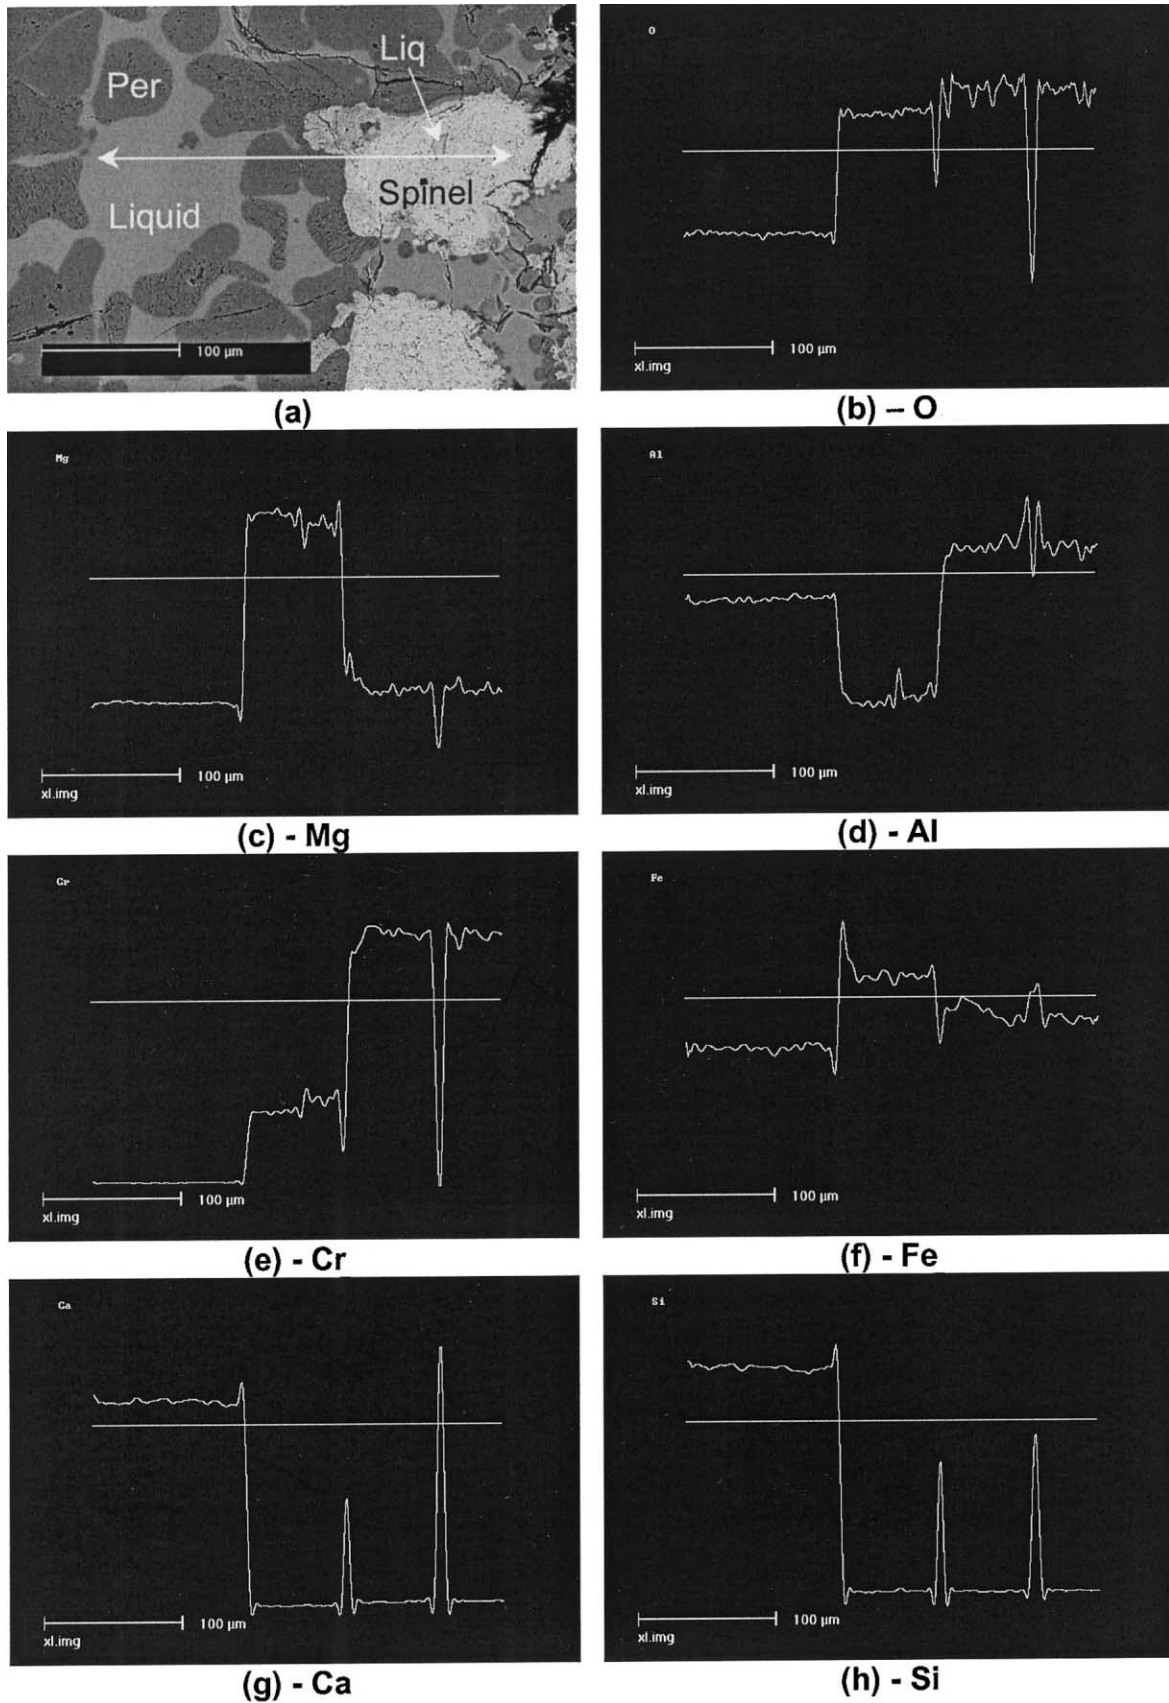 Per
Liq
Liquid
Spinel
100 µm
(a)
O
100 µm
xl.img
(b) – O
Mg
100 µm
xl.img
(c) - Mg
Al
100 µm
xl.img
(d) - Al
Cr
100 µm
xl.img
(e) - Cr
Fe
100 µm
xl.img
(f) - Fe
Ca
100 µm
xl.img
(g) - Ca
Si
100 µm
xl.img
(h) - Si